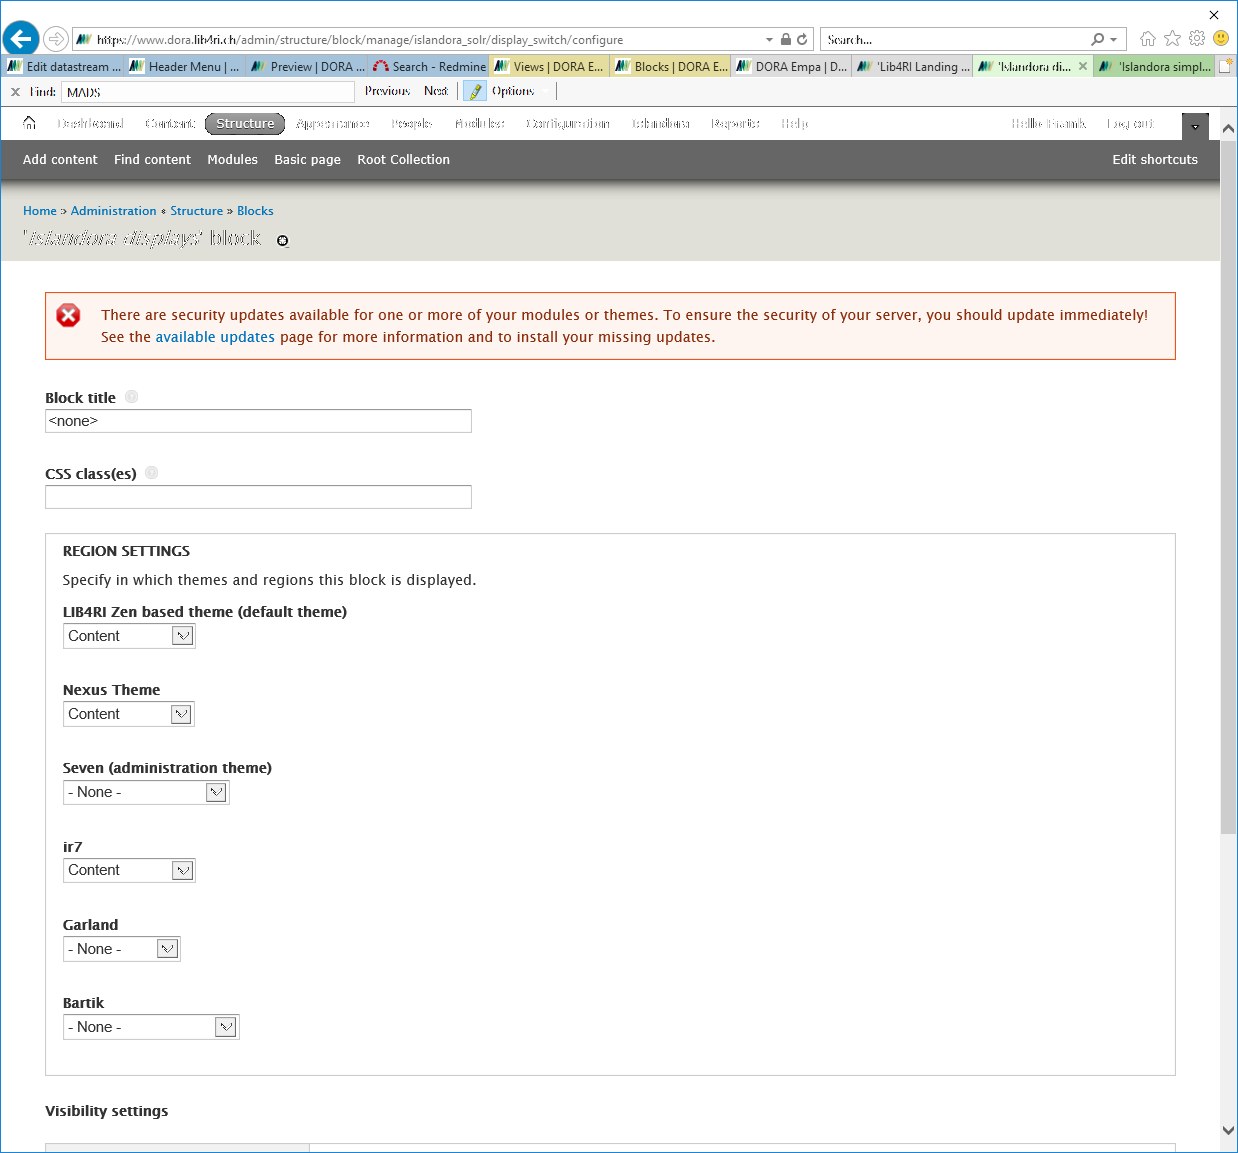 https://www.dora.lib4ri.ch/admin/structure/block/manage/islandora_solr/display_switch/configure
Search...
Edit datastream ...
Header Menu | ...
Preview | DORA ...
Search - Redmine
Views | DORA E...
Blocks | DORA E...
DORA Empa | D...
'Lib4RI Landing ...
'Islandora di...
'Islandora simpl...
Find: MADS
Previous Next Options
Dashboard Content Structure Appearance People Modules Configuration Islandora Reports Help Hello Frank Log out
Add content Find content Modules Basic page Root Collection Edit shortcuts
Home » Administration » Structure » Blocks
'Islandora displays' block
There are security updates available for one or more of your modules or themes. To ensure the security of your server, you should update immediately!
See the available updates page for more information and to install your missing updates.
Block title
<none>
CSS class(es)
REGION SETTINGS
Specify in which themes and regions this block is displayed.
LIB4RI Zen based theme (default theme)
Content
Nexus Theme
Content
Seven (administration theme)
- None -
ir7
Content
Garland
- None -
Bartik
- None -
Visibility settings